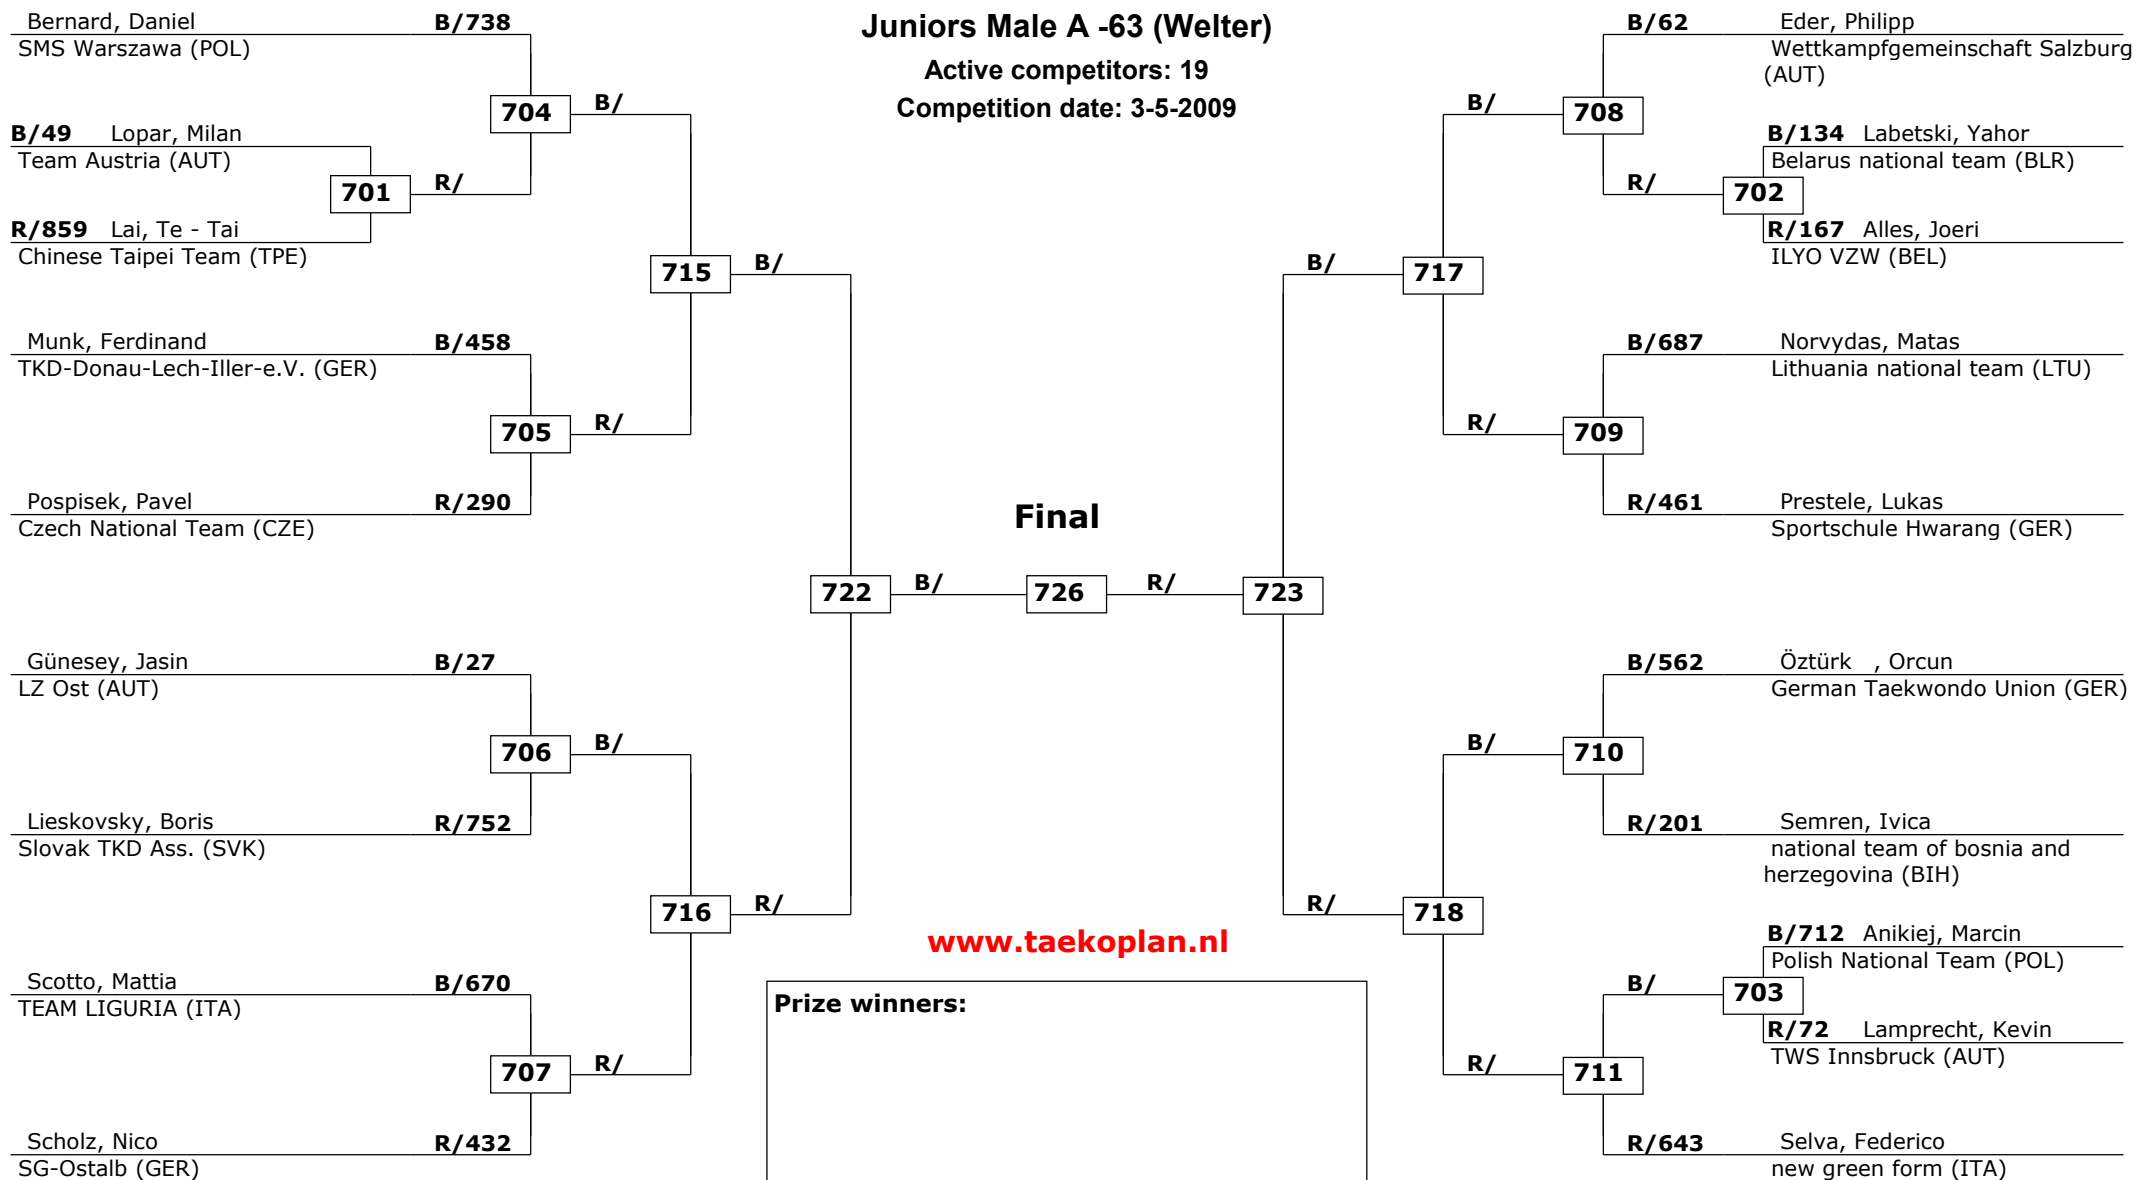 Juniors Male A -63 (Welter)
Active competitors: 19
Competition date: 3-5-2009
Bernard, Daniel B/738
SMS Warszawa (POL)
704 B/
B/49 Lopar, Milan
Team Austria (AUT)
701 R/
R/859 Lai, Te - Tai
Chinese Taipei Team (TPE)
715 B/
Munk, Ferdinand B/458
TKD-Donau-Lech-Iller-e.V. (GER)
705 R/
Pospisek, Pavel R/290
Czech National Team (CZE)
722 B/
Günesey, Jasin B/27
LZ Ost (AUT)
706 B/
Lieskovsky, Boris R/752
Slovak TKD Ass. (SVK)
716 R/
Scotto, Mattia B/670
TEAM LIGURIA (ITA)
707 R/
Scholz, Nico R/432
SG-Ostalb (GER)
Final
726
B/62 Eder, Philipp
Wettkampfgemeinschaft Salzburg
(AUT)
B/ 708
B/134 Labetski, Yahor
Belarus national team (BLR)
R/ 702
R/167 Alles, Joeri
ILYO VZW (BEL)
B/ 717
B/687 Norvydas, Matas
Lithuania national team (LTU)
R/ 709
R/461 Prestele, Lukas
Sportschule Hwarang (GER)
R/ 723
B/562 Öztürk , Orcun
German Taekwondo Union (GER)
B/ 710
R/201 Semren, Ivica
national team of bosnia and
herzegovina (BIH)
R/ 718
B/712 Anikiej, Marcin
Polish National Team (POL)
B/ 703
R/72 Lamprecht, Kevin
TWS Innsbruck (AUT)
R/ 711
R/643 Selva, Federico
new green form (ITA)
www.taekoplan.nl
Prize winners: